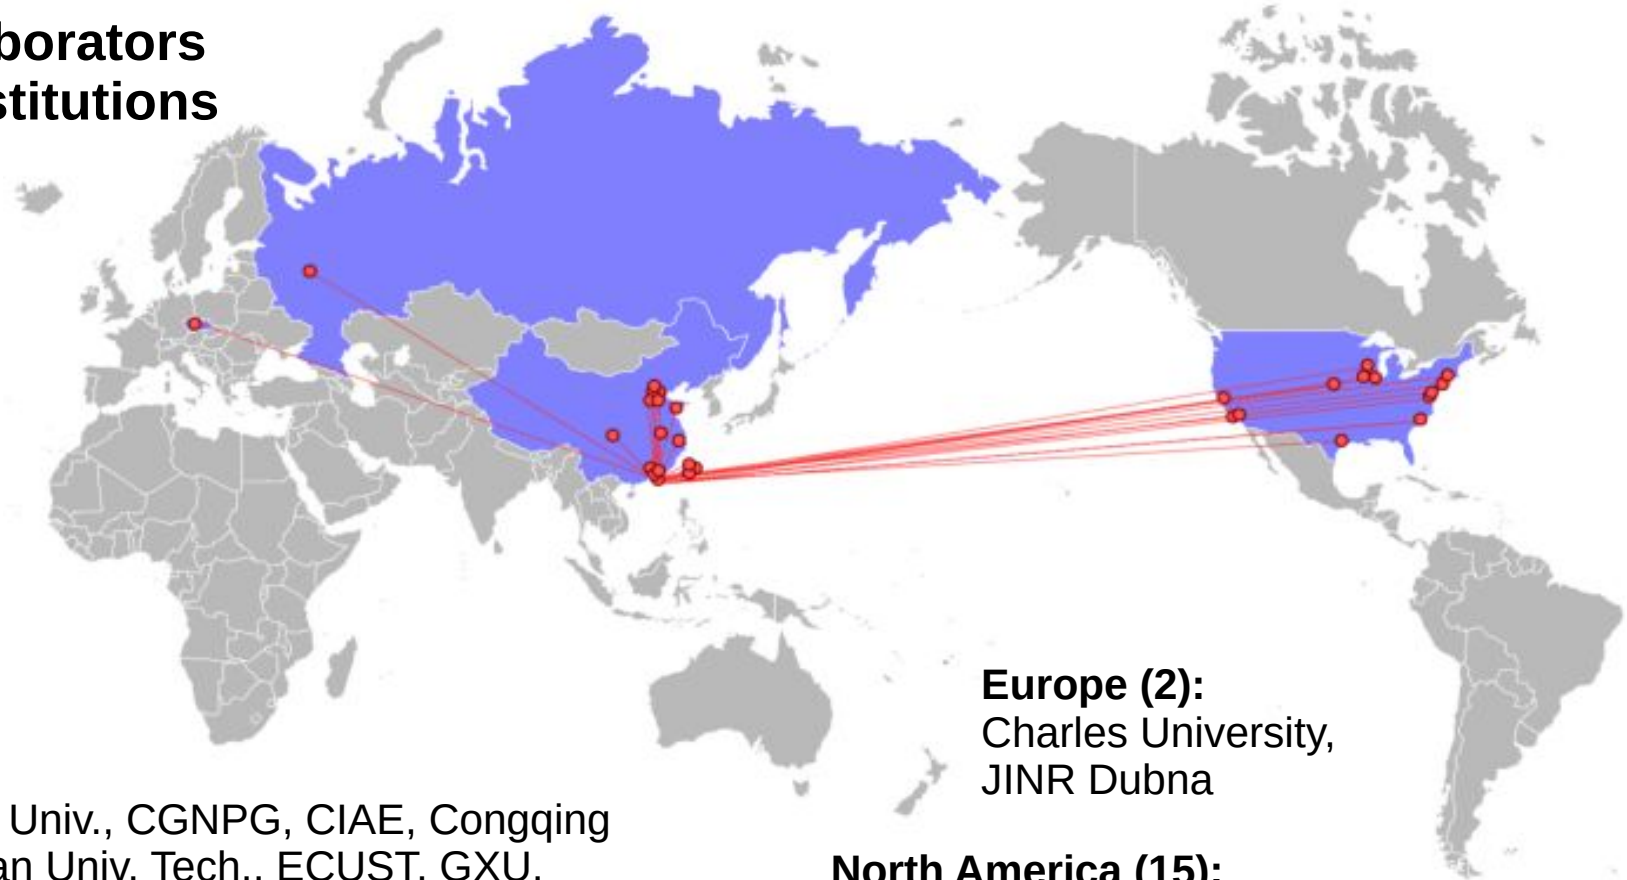 borators
stitutions
Europe (2):
Charles University,
JINR Dubna
Univ., CGNPG, CIAE, Congqing
an Univ. Tech., ECUST, GXU,
North America (15):